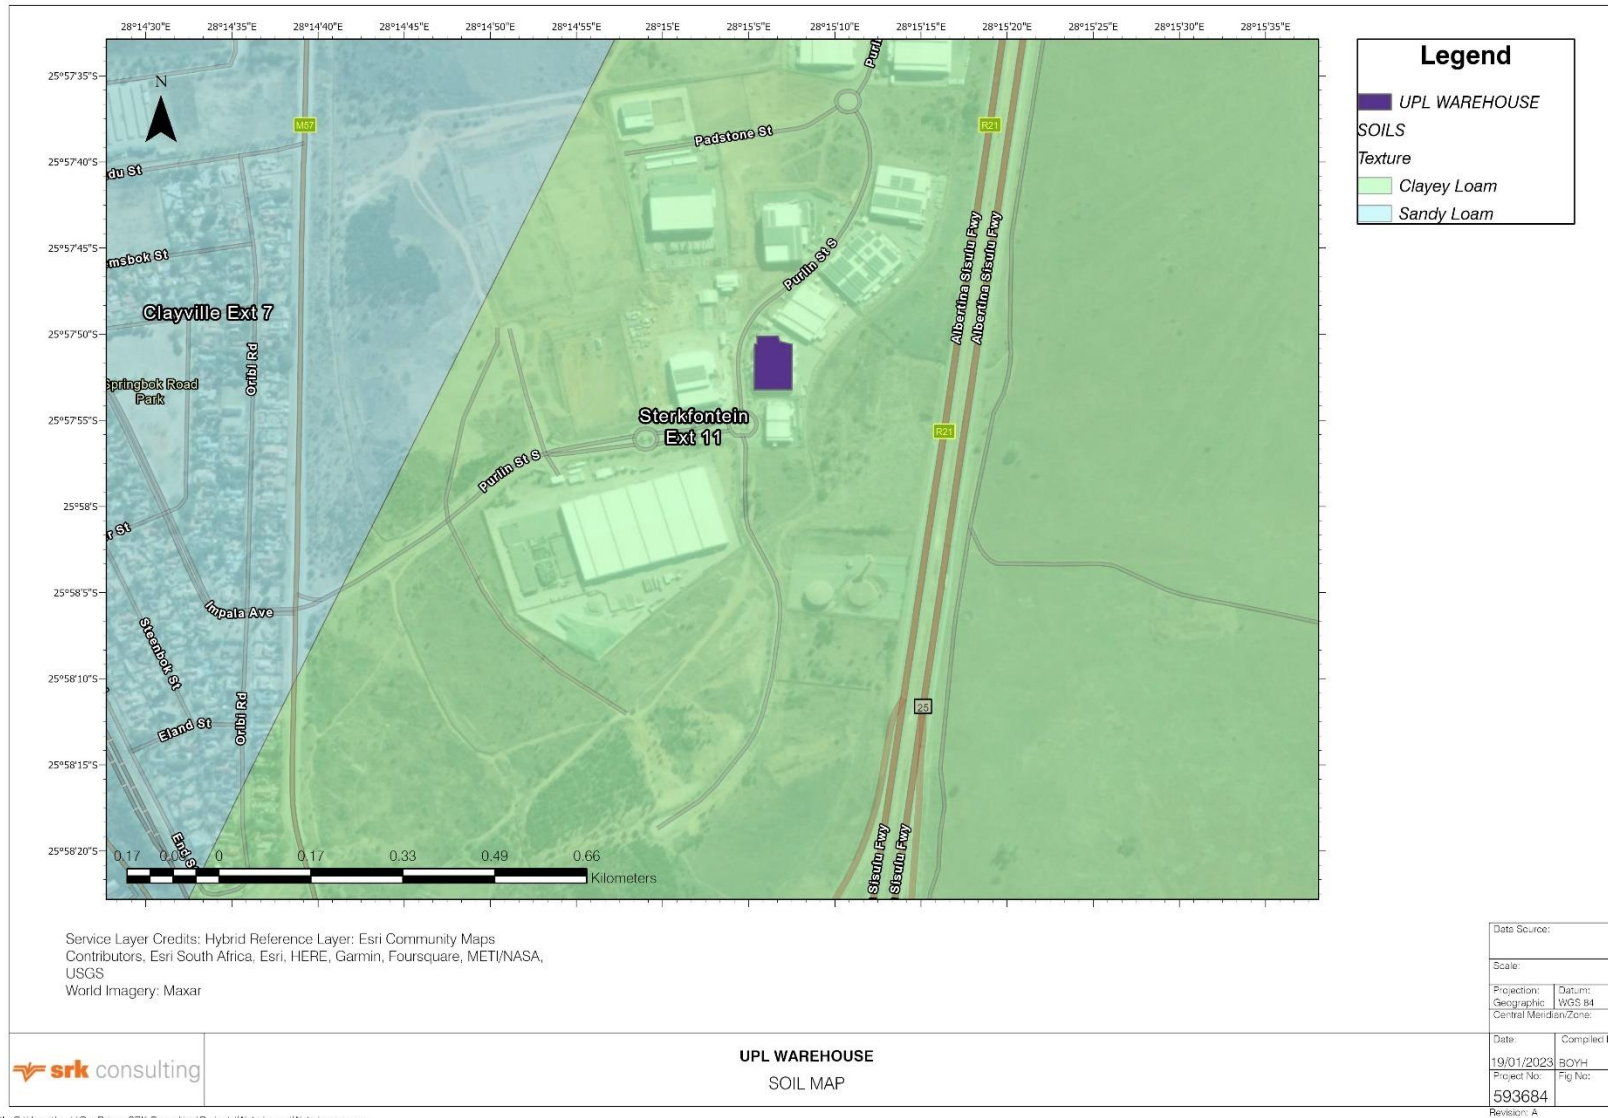 28°14'30"E 28°14'35"E 28°14'40"E 28°14'50"E 28°14'55"E 28°15'E 28°15'5"E 28°15'10"E 28°15'15"E 28°15'20"E 28°15'25"E 28°15'30"E 28°15'35"E
25°57'35"S
25°57'40"S
25°57'45"S
25°57'50"S
25°57'55"S
25°58'S
25°58'5"S
25°58'10"S
25°58'15"S
25°58'20"S
N
M57
R21
Padstone St
du St
msbok St
Purlin St S
Albertina Sisulu Fwy
Albertina Sisulu Fwy
Clayville Ext 7
Oribi Rd
Springbok Road
Park
Sterkfontein
Ext 11
R21
Purlin St S
r St
Impala Ave
Steenbok St
Oribi Rd
Eland St
25
End St
Sisulu Fwy
Sisulu Fwy
0.17 0 0.17 0.33 0.49 0.66
Kilometers
Legend
UPL WAREHOUSE
SOILS
Texture
Clayey Loam
Sandy Loam
Service Layer Credits: Hybrid Reference Layer: Esri Community Maps
Contributors, Esri South Africa, Esri, HERE, Garmin, Foursquare, METI/NASA,
USGS
World Imagery: Maxar
Data Source:
Scale:
Projection: Datum:
Geographic WGS 84
Central Meridian/Zone:
Date: Compiled
19/01/2023 BOYH
Project No: Fig No:
593684
Revision: A
srk consulting
UPL WAREHOUSE
SOIL MAP